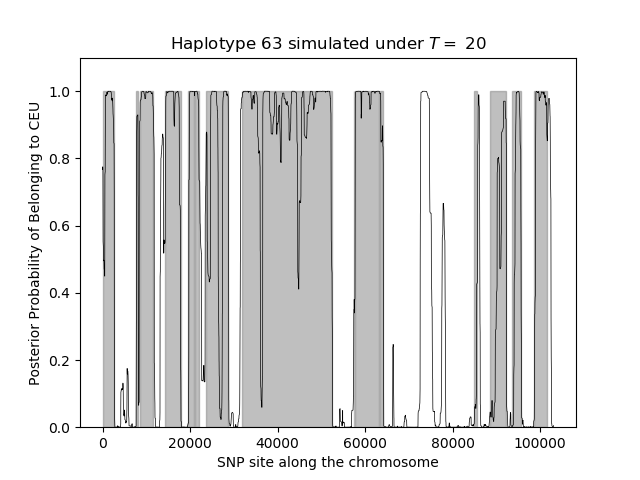 Haplotype 63 simulated under T = 20
Posterior Probability of Belonging to CEU
1.0
0.8
0.6
0.4
0.2
0.0
0 20000 40000 60000 80000 100000
SNP site along the chromosome